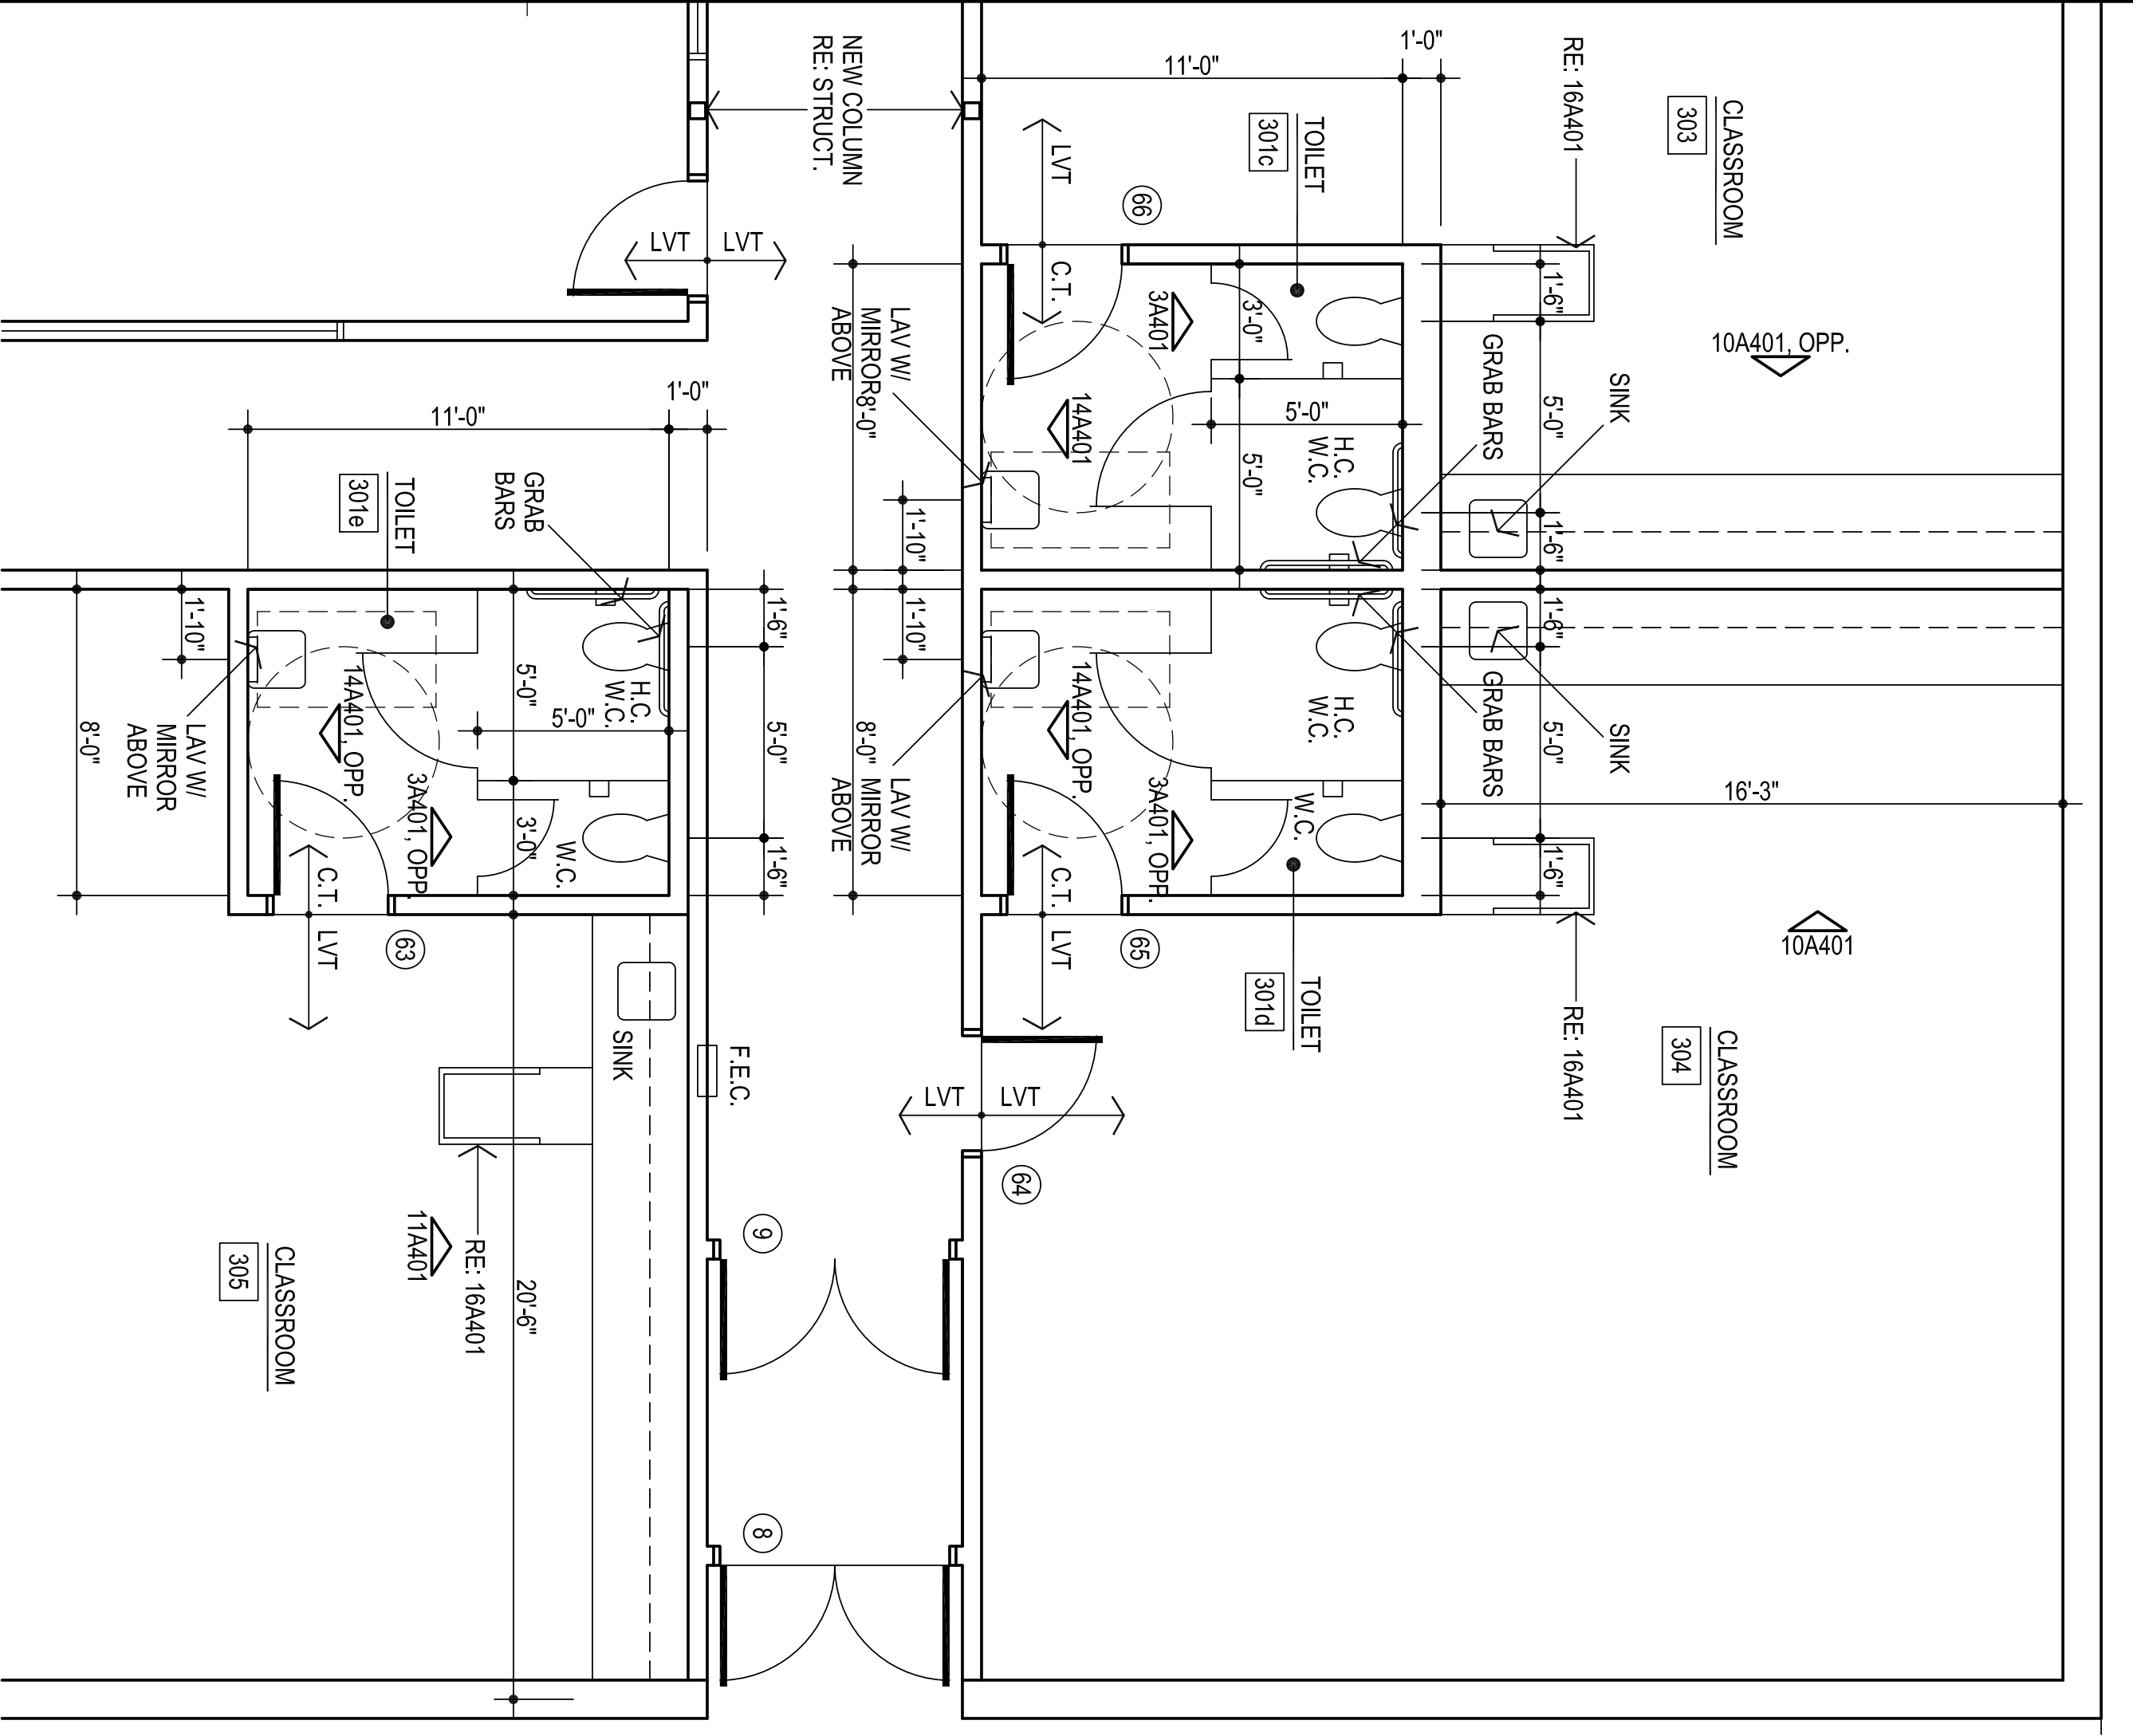 NEW COLUMN
RE: STRUCT.
11'-0"
1'-0"
RE: 16A401
CLASSROOM
303
TOILET
301c
LVT
66
LVT
LVT
C.T.
3A401
3'-0"
1'-6"
10A401, OPP.
LAV W/
MIRROR
ABOVE
8'-0"
14A401
5'-0"
5'-0"
H.C.
W.C.
GRAB BARS
5'-0"
SINK
1'-10"
1'-6"
11'-0"
1'-0"
TOILET
301e
GRAB
BARS
1'-10"
1'-6"
1'-10"
1'-6"
8'-0"
LAV W/
MIRROR
ABOVE
14A401, OPP.
5'-0"
5'-0"
H.C.
W.C.
5'-0"
3A401, OPP.
3'-0"
W.C.
1'-6"
C.T.
LVT
63
8'-0"
LAV W/
MIRROR
ABOVE
14A401, OPP.
H.C.
W.C.
GRAB BARS
5'-0"
SINK
16'-3"
3A401, OPP.
W.C.
1'-6"
C.T.
LVT
65
TOILET
301d
10A401
RE: 16A401
CLASSROOM
304
SINK
F.E.C.
LVT
LVT
64
11A401
RE: 16A401
20'-6"
CLASSROOM
305
9
8